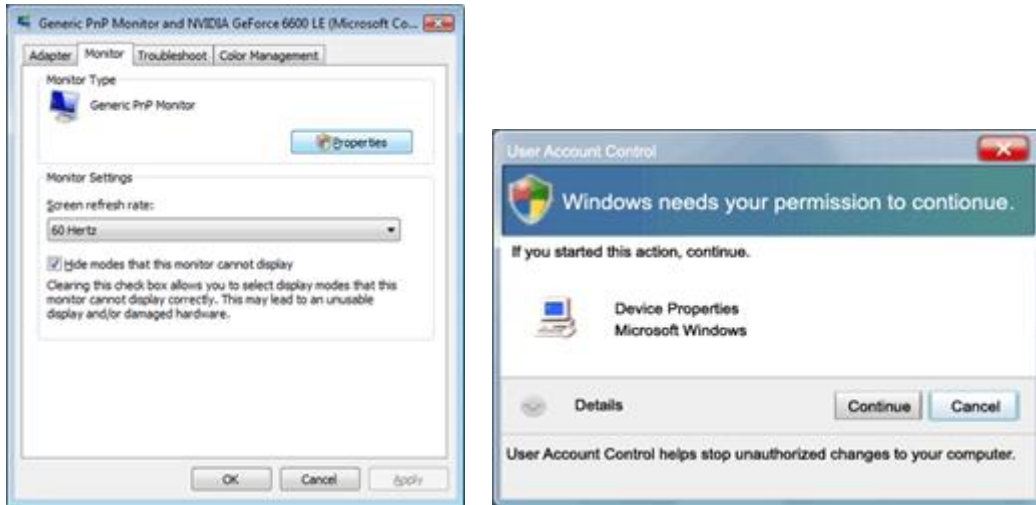 Generic PnP Monitor and NVIDIA GeForce 6600 LE (Microsoft Co...
Adapter Monitor Troubleshoot Color Management
Monitor Type
Generic PnP Monitor
Properties
Monitor Settings
Screen refresh rate:
60 Hertz
Hide modes that this monitor cannot display
Clearing this check box allows you to select display modes that this
monitor cannot display correctly. This may lead to an unusable
display and/or damaged hardware.
OK Cancel Apply
User Account Control
Windows needs your permission to contionue.
If you started this action, continue.
Device Properties
Microsoft Windows
Details Continue Cancel
User Account Control helps stop unauthorized changes to your computer.